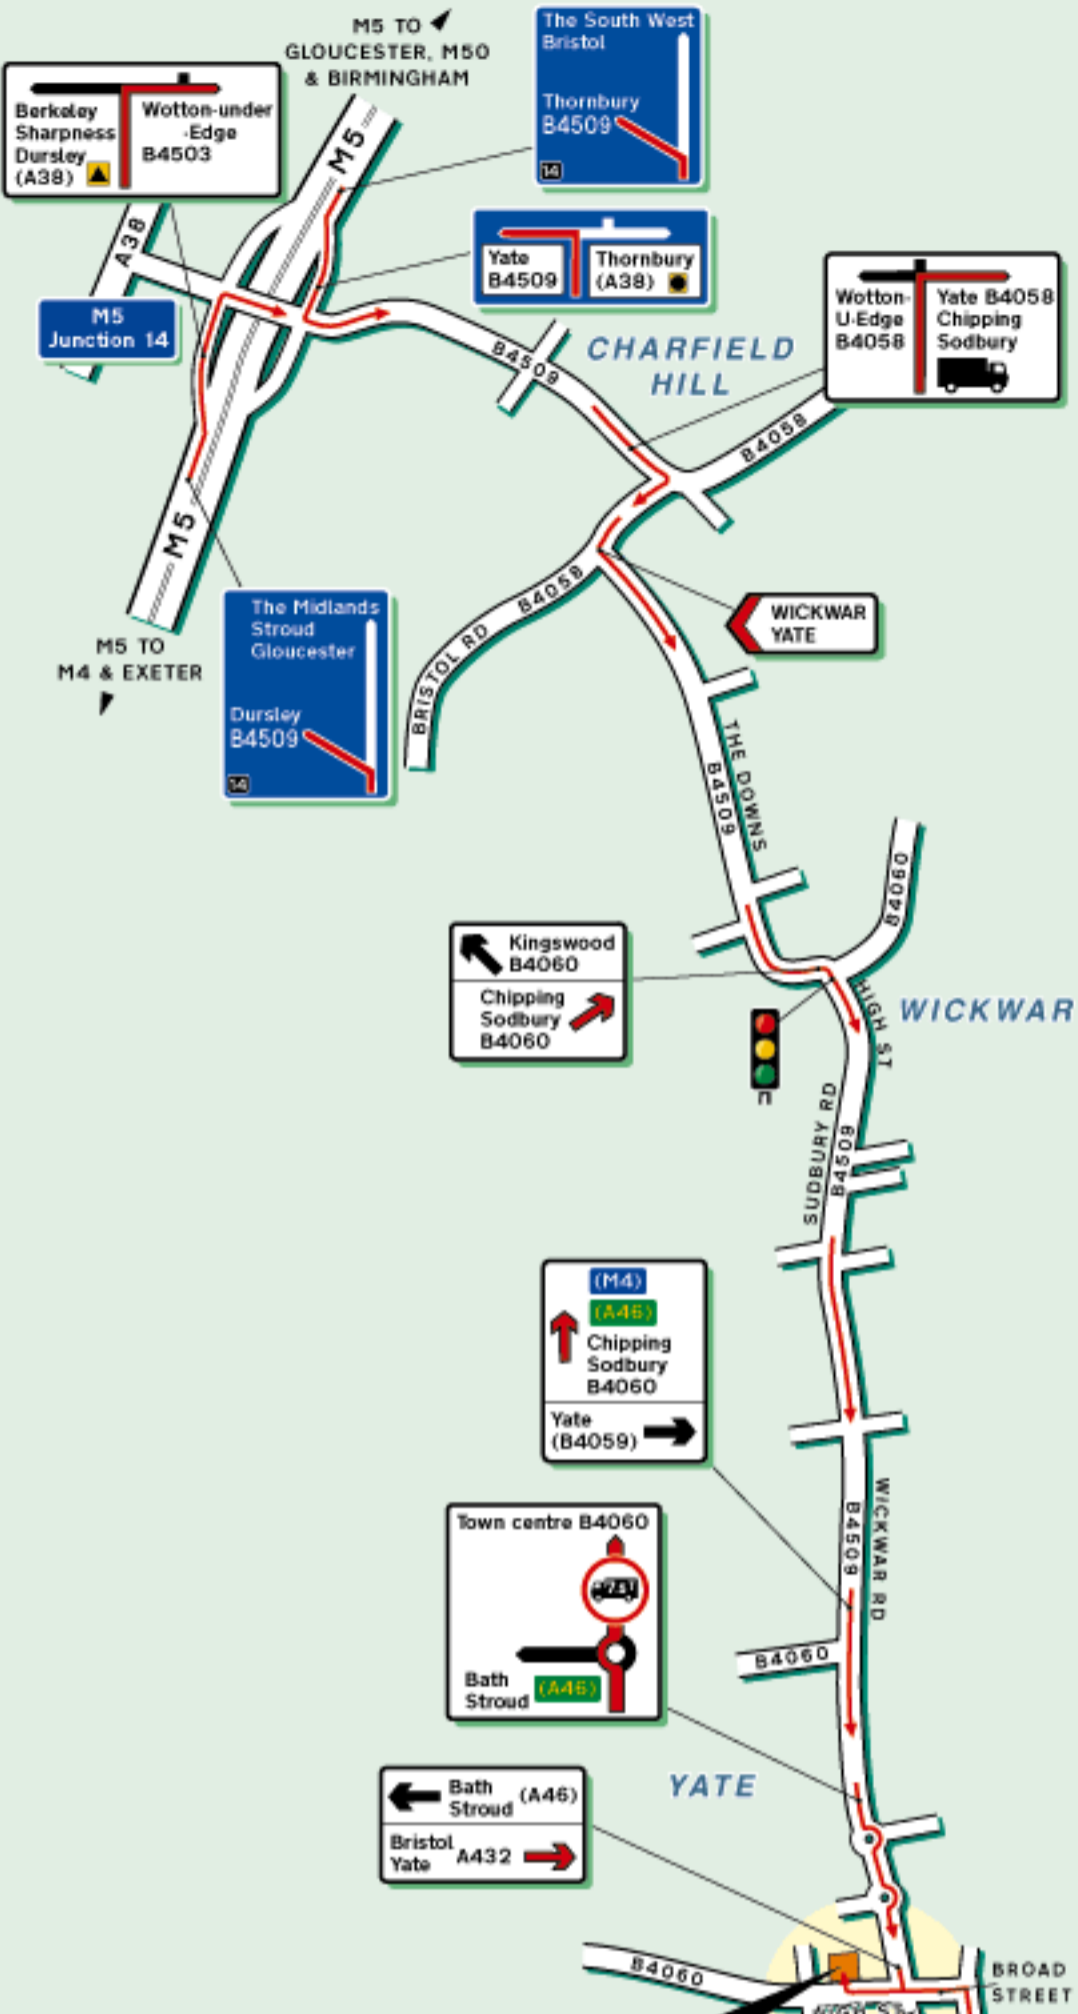 M5 TO
GLOUCESTER, M50
& BIRMINGHAM
The South West
Bristol
Thornbury
B4509
14
Berkeley
Sharpness
Dursley
(A38)
Wotton-under
-Edge
B4503
M5
A38
Yate
B4509
Thornbury
(A38)
M5
Junction 14
Wotton-
U-Edge
B4058
Yate B4058
Chipping
Sodbury
B4509
CHARFIELD
HILL
B4058
M5
M5 TO
M4 & EXETER
The Midlands
Stroud
Gloucester
Dursley
B4509
14
B4058
BRISTOL RD
WICKWAR
YATE
THE DOWNS
B4509
B4060
Kingswood
B4060
Chipping
Sodbury
B4060
WICKWAR
HIGH ST
SUDBURY RD
B4509
(M4)
(A46)
Chipping
Sodbury
B4060
Yate
(B4059)
WICKWAR RD
B4509
Town centre B4060
7.5T
Bath
Stroud
(A46)
B4060
YATE
Bath
Stroud
(A46)
Bristol
Yate
A432
B4060
BROAD
STREET